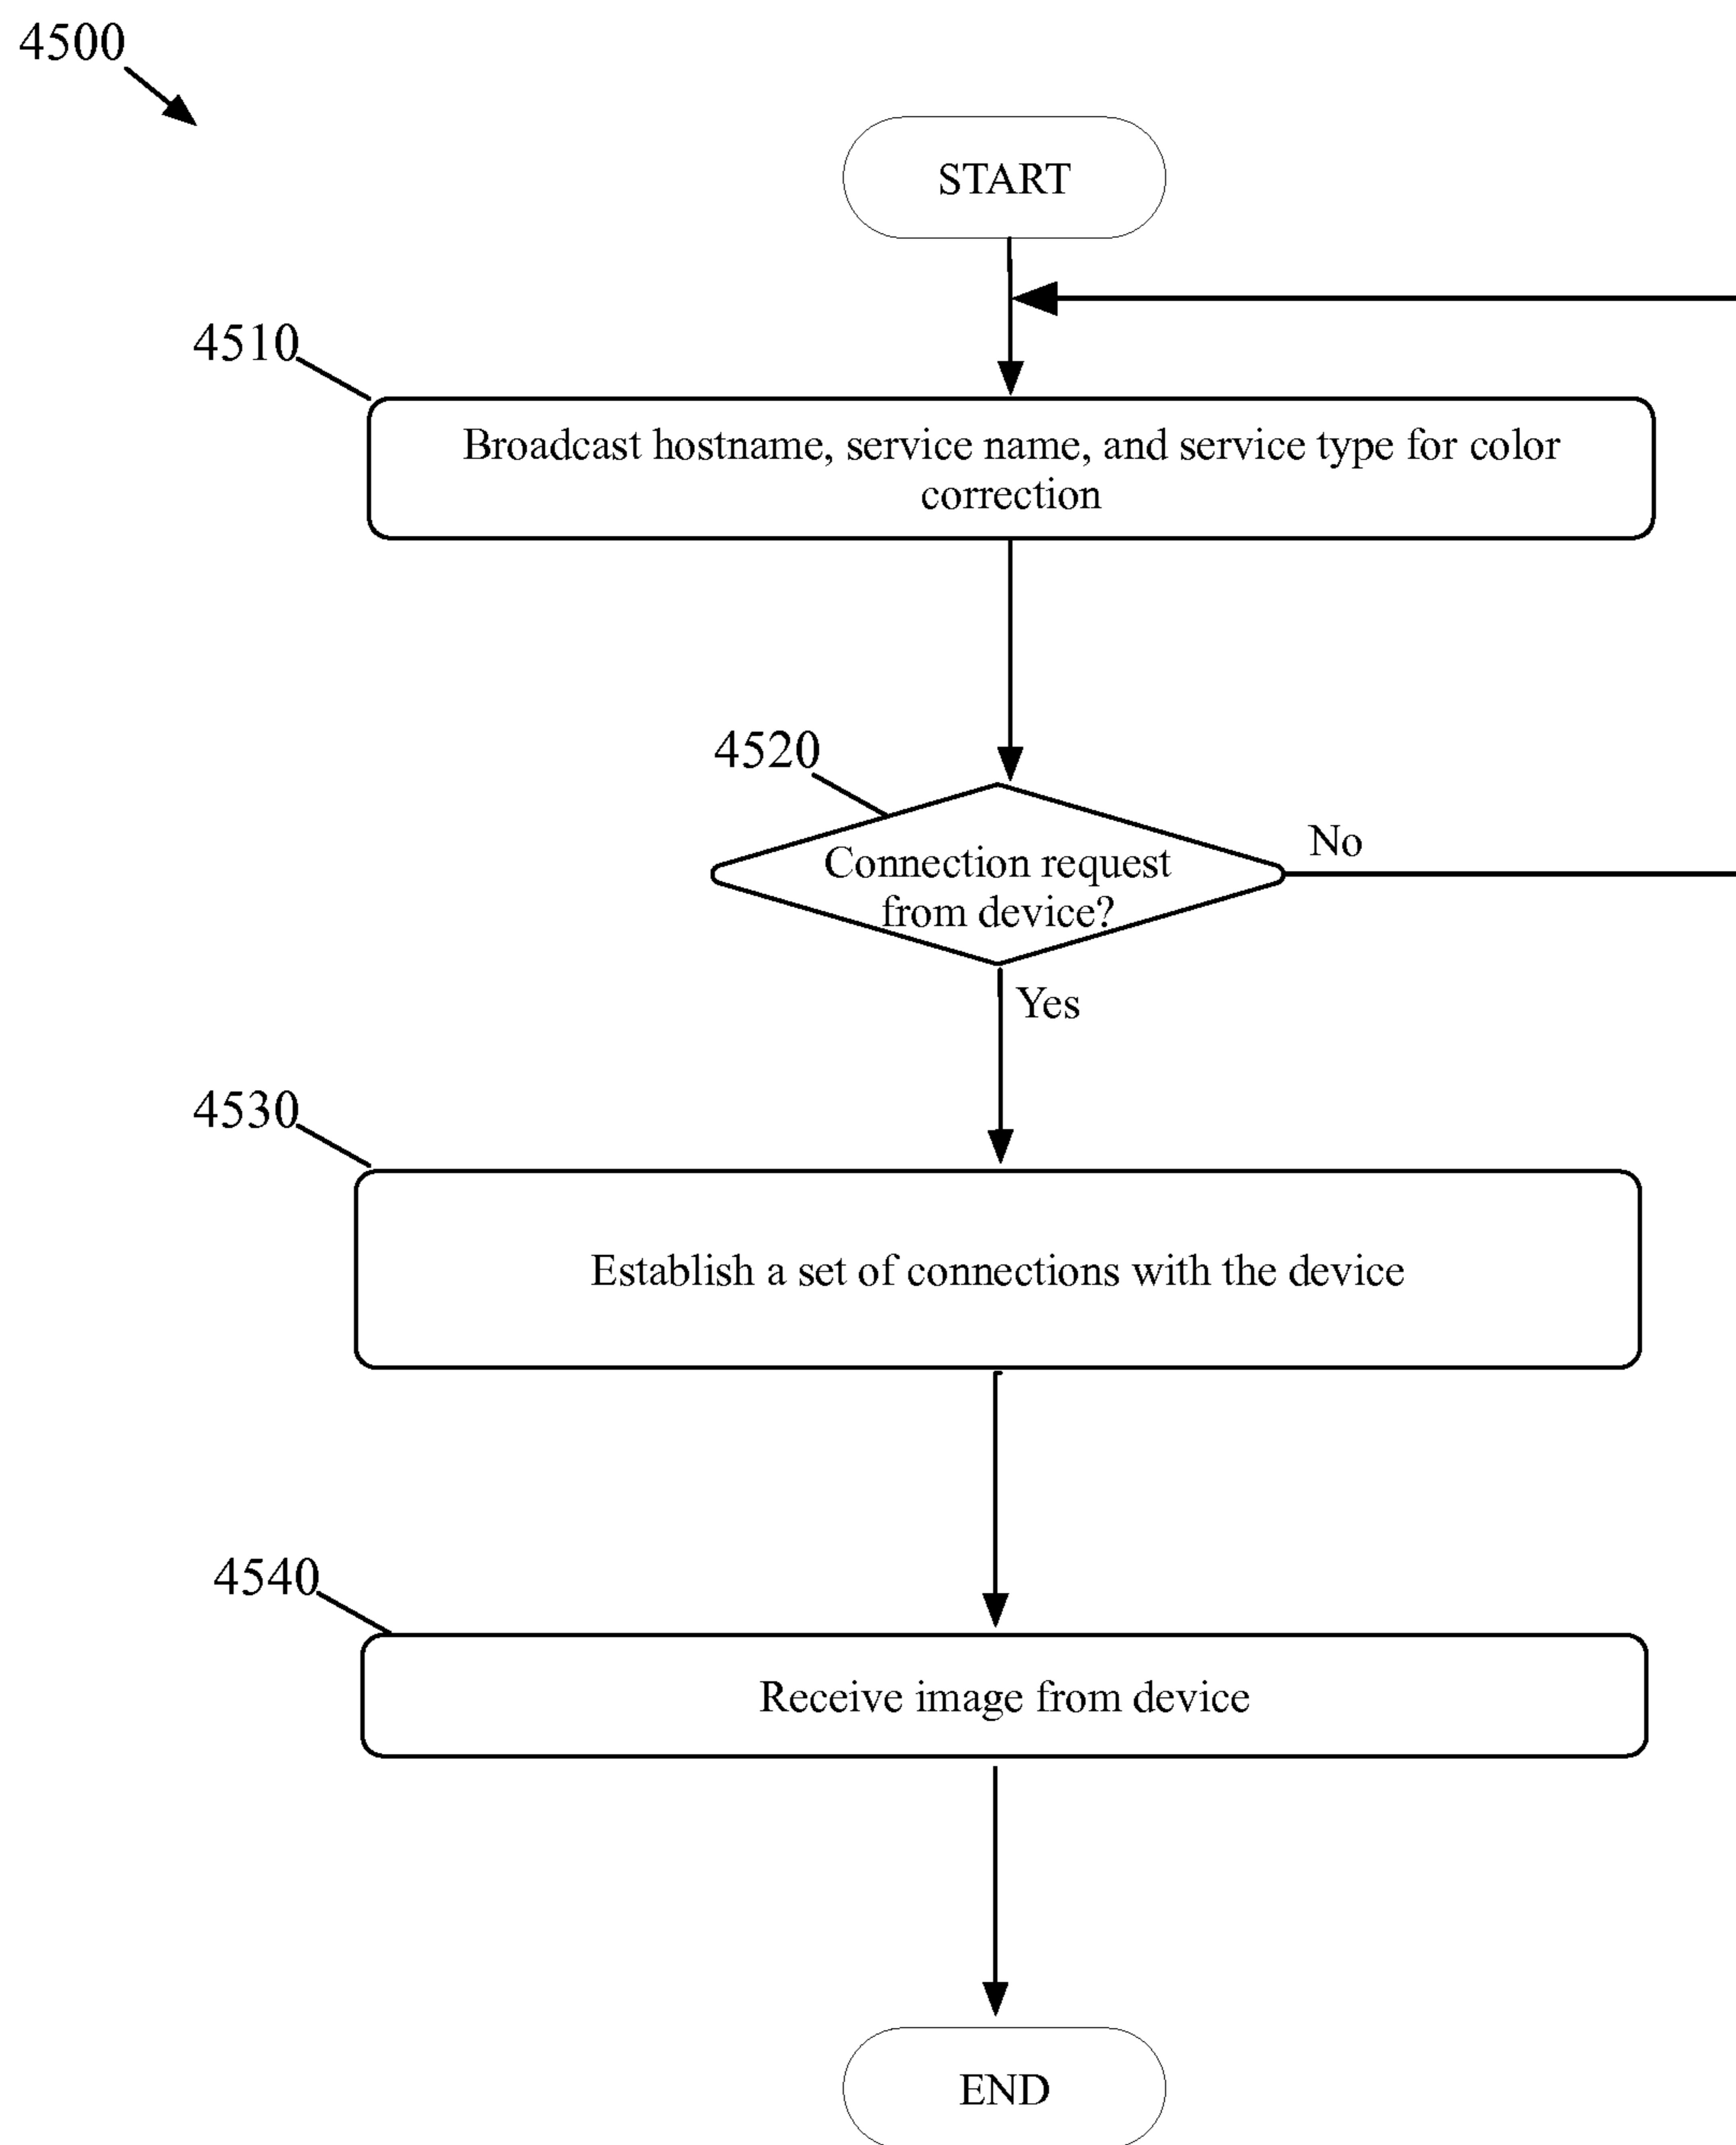 4500
START
4510
Broadcast hostname, service name, and service type for color
correction
4520
Connection request
from device?
No
Yes
4530
Establish a set of connections with the device
4540
Receive image from device
END